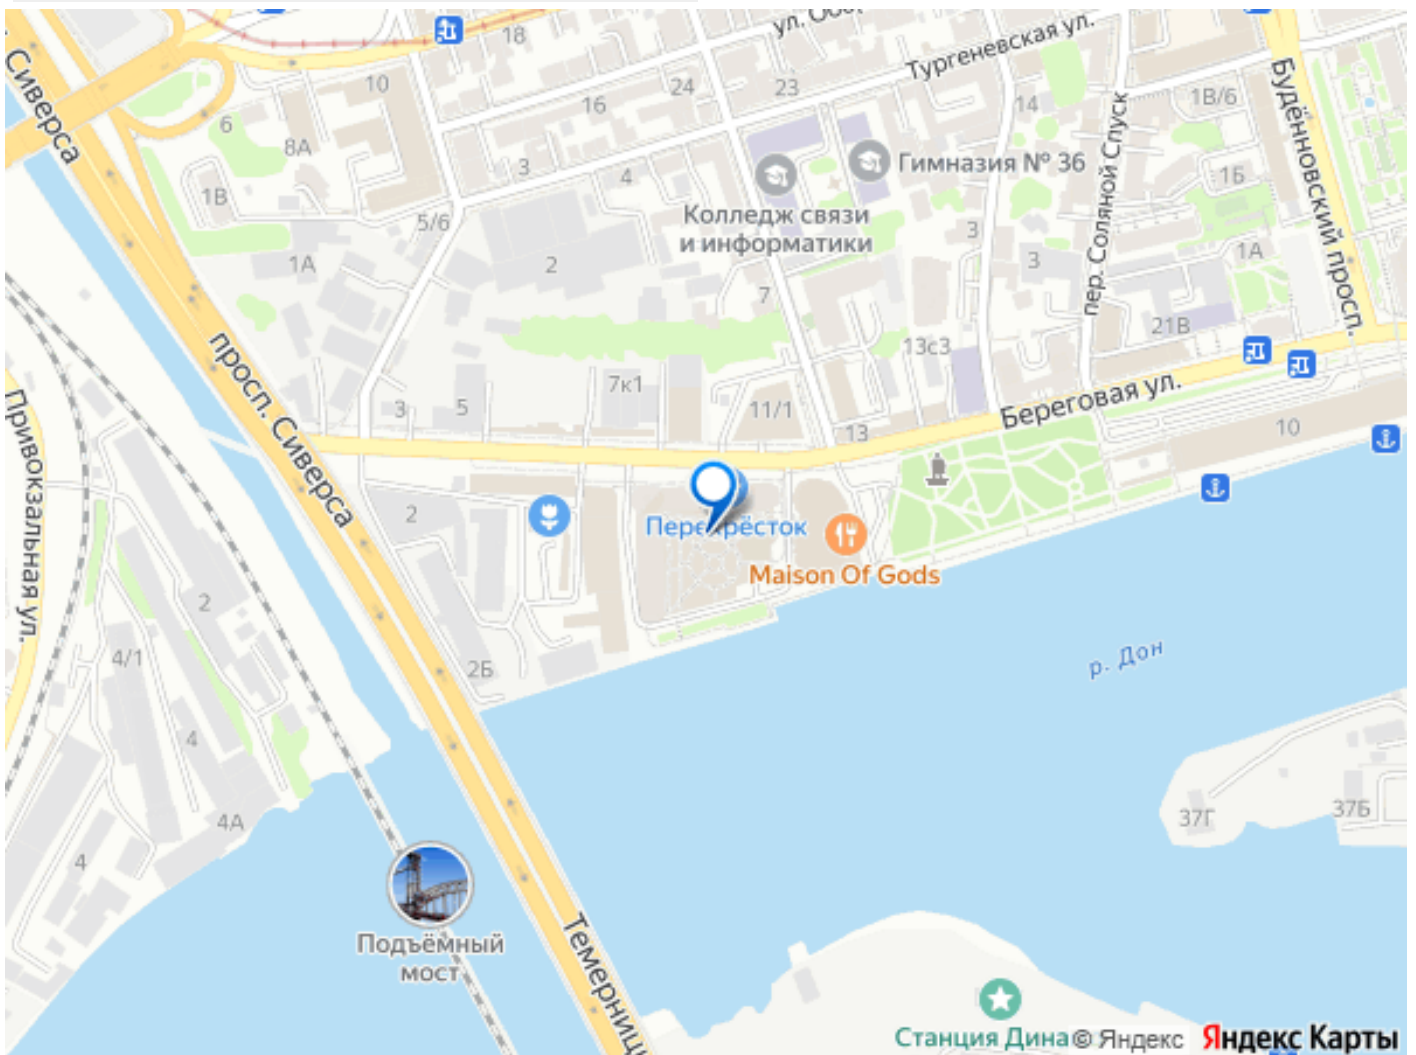 18
ул. Обо
Тургеневская ул.
Сиверса
10
24
23
16
14
1В/6
6
8А
Будённовский просп.
пер. Соляной Спуск
Гимназия № 36
3
4
1Б
1В
5/6
Колледж связи
и информатики
3
3
1А
1А
2
7
21В
13с3
просп. Сиверса
7к1
Привокзальная ул.
3
5
11/1
Береговая ул.
13
10
2
Перекрёсток
Maison Of Gods
2
4/1
2Б
р. Дон
4
37Г
37Б
4А
4
Подъёмный
мост
Темерниц
Станция Дина
© Яндекс
Яндекс Карты